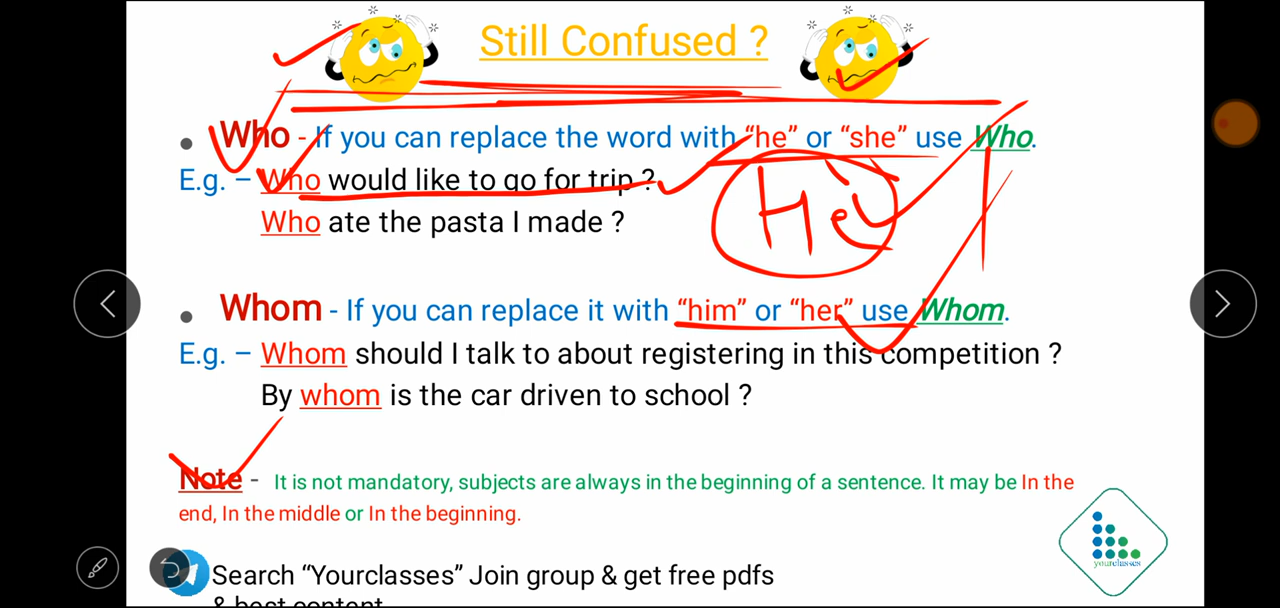 Still Confused ?
Who - If you can replace the word with “he” or “she” use Who.
E.g. – Who would like to go for trip ?
Who ate the pasta I made ?
He
Whom - If you can replace it with “him” or “her” use Whom.
E.g. – Whom should I talk to about registering in this competition ?
By whom is the car driven to school ?
Note - It is not mandatory, subjects are always in the beginning of a sentence. It may be In the
end, In the middle or In the beginning.
yourclasses
Search “Yourclasses” Join group & get free pdfs
& best content